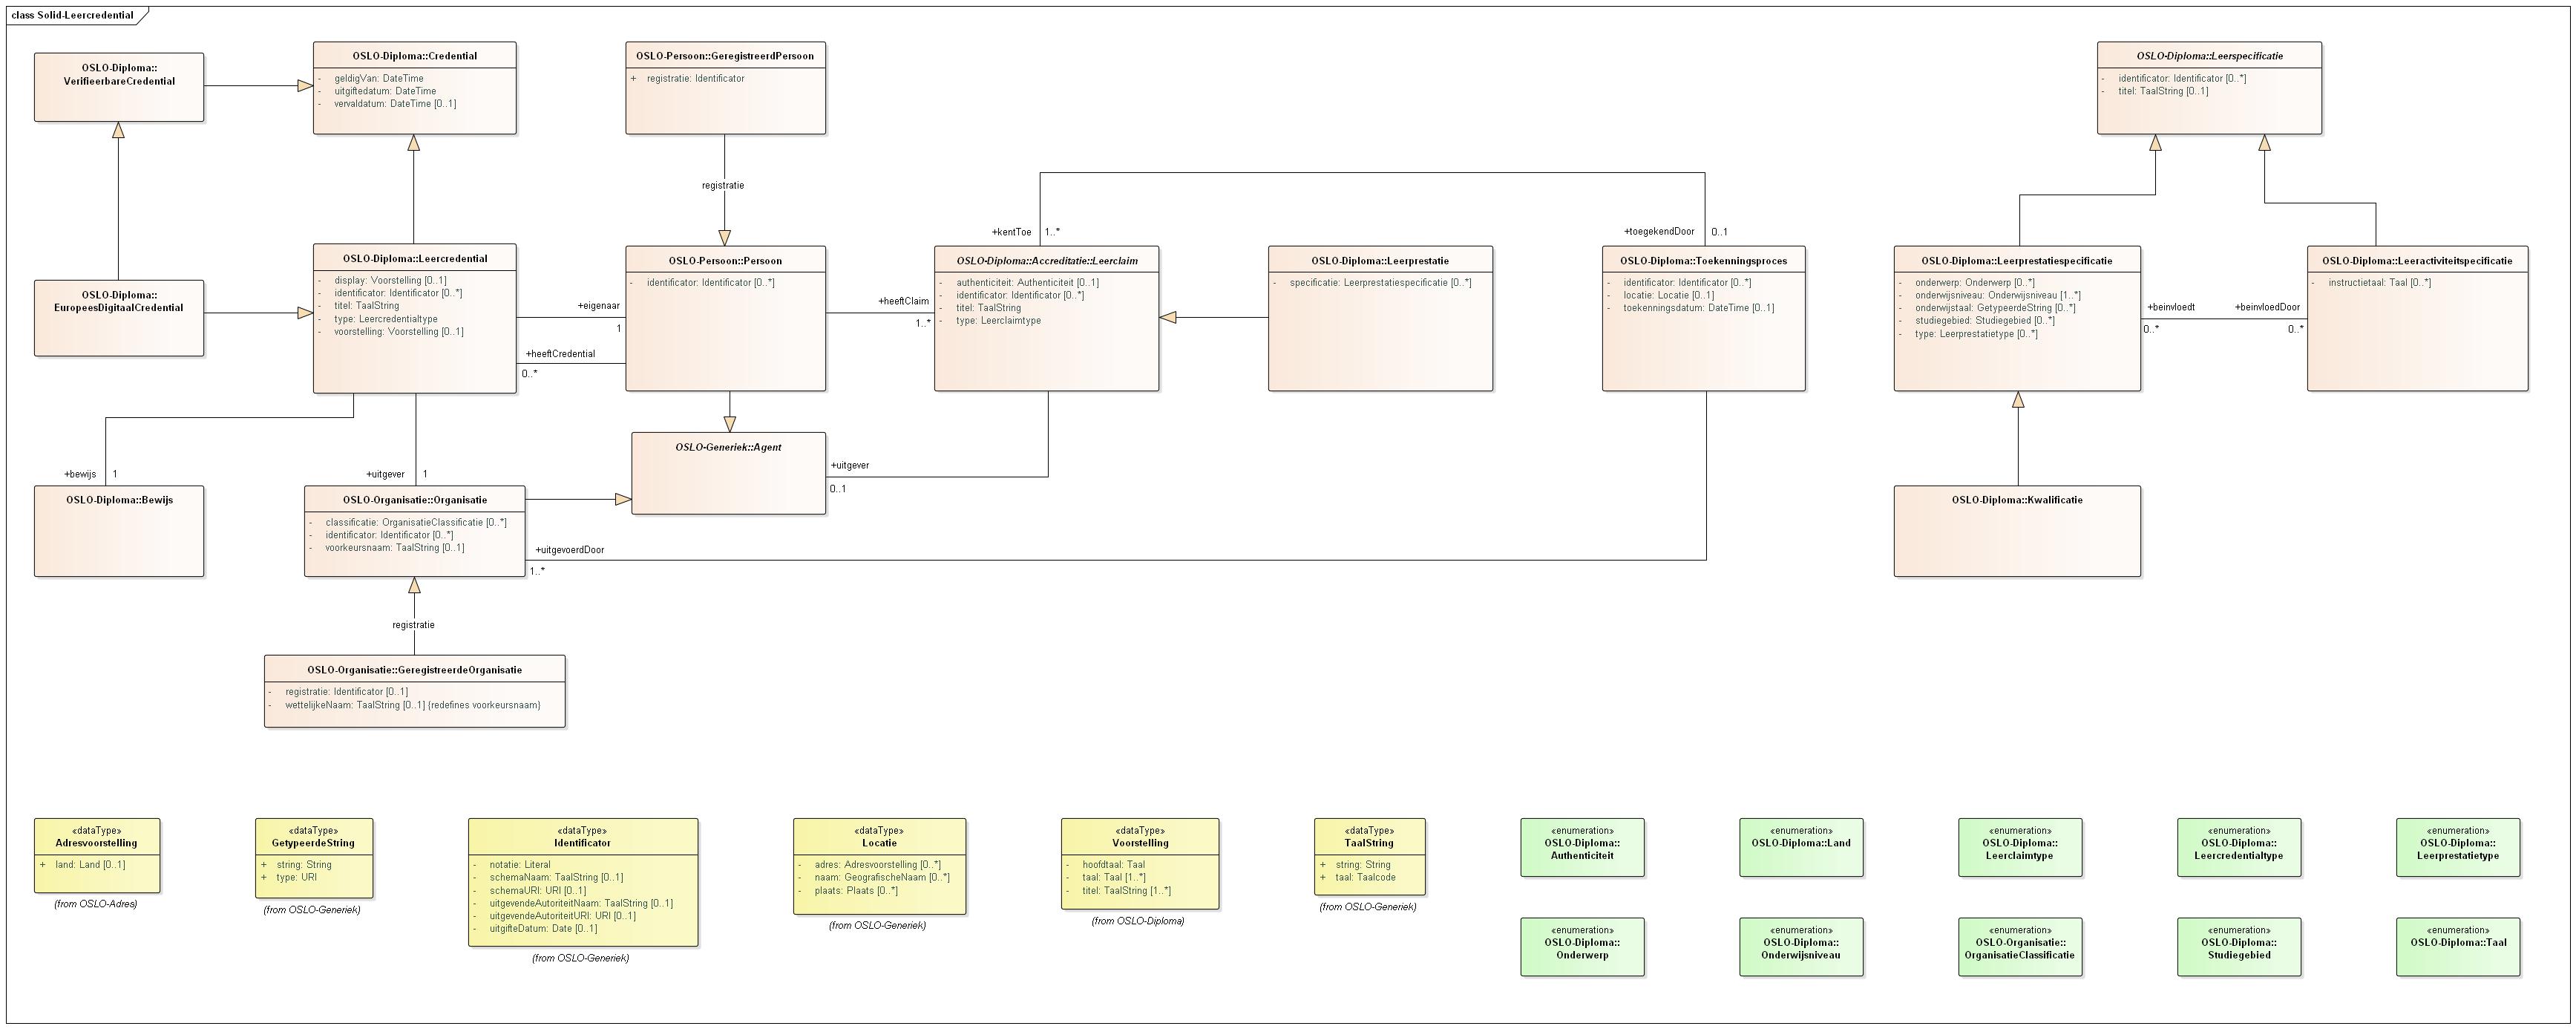 class Solid-Leercredential
OSLO-Diploma::
VerifieerbareCredential
OSLO-Diploma::Credential
- geldigVan: DateTime
- uitgiftedatum: DateTime
- vervaldatum: DateTime [0..1]
OSLO-Persoon::GeregistreerdPersoon
+ registratie: Identificator
OSLO-Diploma::Leerspecificatie
- identificator: Identificator [0..*]
- titel: TaalString [0..1]
registratie
+kentToe
1..*
+toegekendDoor
0..1
OSLO-Diploma::
EuropeesDigitaalCredential
OSLO-Diploma::Leercredential
- display: Voorstelling [0..1]
- identificator: Identificator [0..*]
- titel: TaalString
- type: Leercredentialtype
- voorstelling: Voorstelling [0..1]
+eigenaar
1
+heeftCredential
0..*
OSLO-Persoon::Persoon
- identificator: Identificator [0..*]
+heeftClaim
1..*
OSLO-Diploma::Accreditatie::Leerclaim
- authenticiteit: Authenticiteit [0..1]
- identificator: Identificator [0..*]
- titel: TaalString
- type: Leerclaimtype
OSLO-Diploma::Leerprestatie
- specificatie: Leerprestatiespecificatie [0..*]
OSLO-Diploma::Toekenningsproces
- identificator: Identificator [0..*]
- locatie: Locatie [0..1]
- toekenningsdatum: DateTime [0..1]
OSLO-Diploma::Leerprestatiespecificatie
- onderwerp: Onderwerp [0..*]
- onderwijsniveau: Onderwijsniveau [1..*]
- onderwijstaal: GetypeerdeString [0..*]
- studiegebied: Studiegebied [0..*]
- type: Leerprestatietype [0..*]
+beinvloedt
0..*
+beinvloedDoor
0..*
OSLO-Diploma::Leeractiviteitspecificatie
- instructietaal: Taal [0..*]
+bewijs
1
+uitgever
1
OSLO-Generiek::Agent
+uitgever
0..1
OSLO-Diploma::Bewijs
OSLO-Organisatie::Organisatie
- classificatie: OrganisatieClassificatie [0..*]
- identificator: Identificator [0..*]
- voorkeursnaam: TaalString [0..1]
+uitgevoerdDoor
1..*
OSLO-Diploma::Kwalificatie
registratie
OSLO-Organisatie::GeregistreerdeOrganisatie
- registratie: Identificator [0..1]
- wettelijkeNaam: TaalString [0..1] {redefines voorkeursnaam}
«dataType»
Adresvoorstelling
+ land: Land [0..1]
(from OSLO-Adres)
«dataType»
GetypeerdeString
+ string: String
+ type: URI
(from OSLO-Generiek)
«dataType»
Identificator
- notatie: Literal
- schemaNaam: TaalString [0..1]
- schemaURI: URI [0..1]
- uitgevendeAutoriteitNaam: TaalString [0..1]
- uitgevendeAutoriteitURI: URI [0..1]
- uitgifteDatum: Date [0..1]
(from OSLO-Generiek)
«dataType»
Locatie
- adres: Adresvoorstelling [0..*]
- naam: GeografischeNaam [0..*]
- plaats: Plaats [0..*]
(from OSLO-Generiek)
«dataType»
Voorstelling
- hoofdtaal: Taal
- taal: Taal [1..*]
- titel: TaalString [1..*]
(from OSLO-Diploma)
«dataType»
TaalString
+ string: String
+ taal: Taalcode
(from OSLO-Generiek)
«enumeration»
OSLO-Diploma::
Authenticiteit
«enumeration»
OSLO-Diploma::Land
«enumeration»
OSLO-Diploma::
Leerclaimtype
«enumeration»
OSLO-Diploma::
Leercredentialtype
«enumeration»
OSLO-Diploma::
Leerprestatietype
«enumeration»
OSLO-Diploma::
Onderwerp
«enumeration»
OSLO-Diploma::
Onderwijsniveau
«enumeration»
OSLO-Organisatie::
OrganisatieClassificatie
«enumeration»
OSLO-Diploma::
Studiegebied
«enumeration»
OSLO-Diploma::Taal